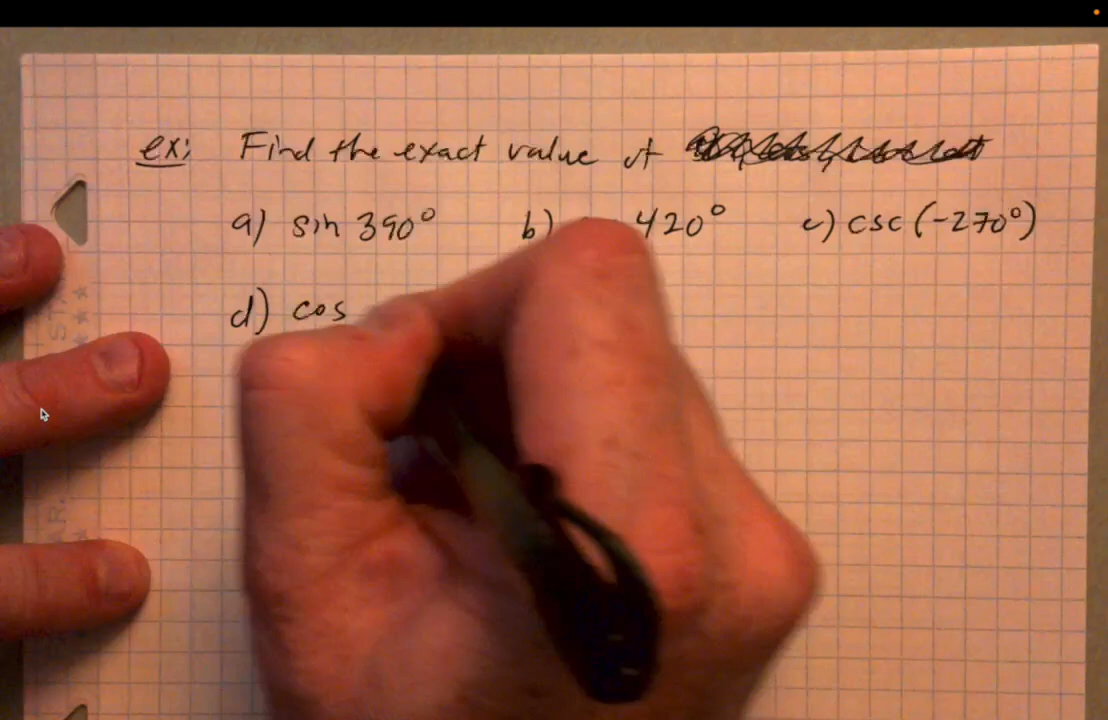 ex: Find the exact value of
a) sin 390° b) 420° c) csc (-270°)
d) cos